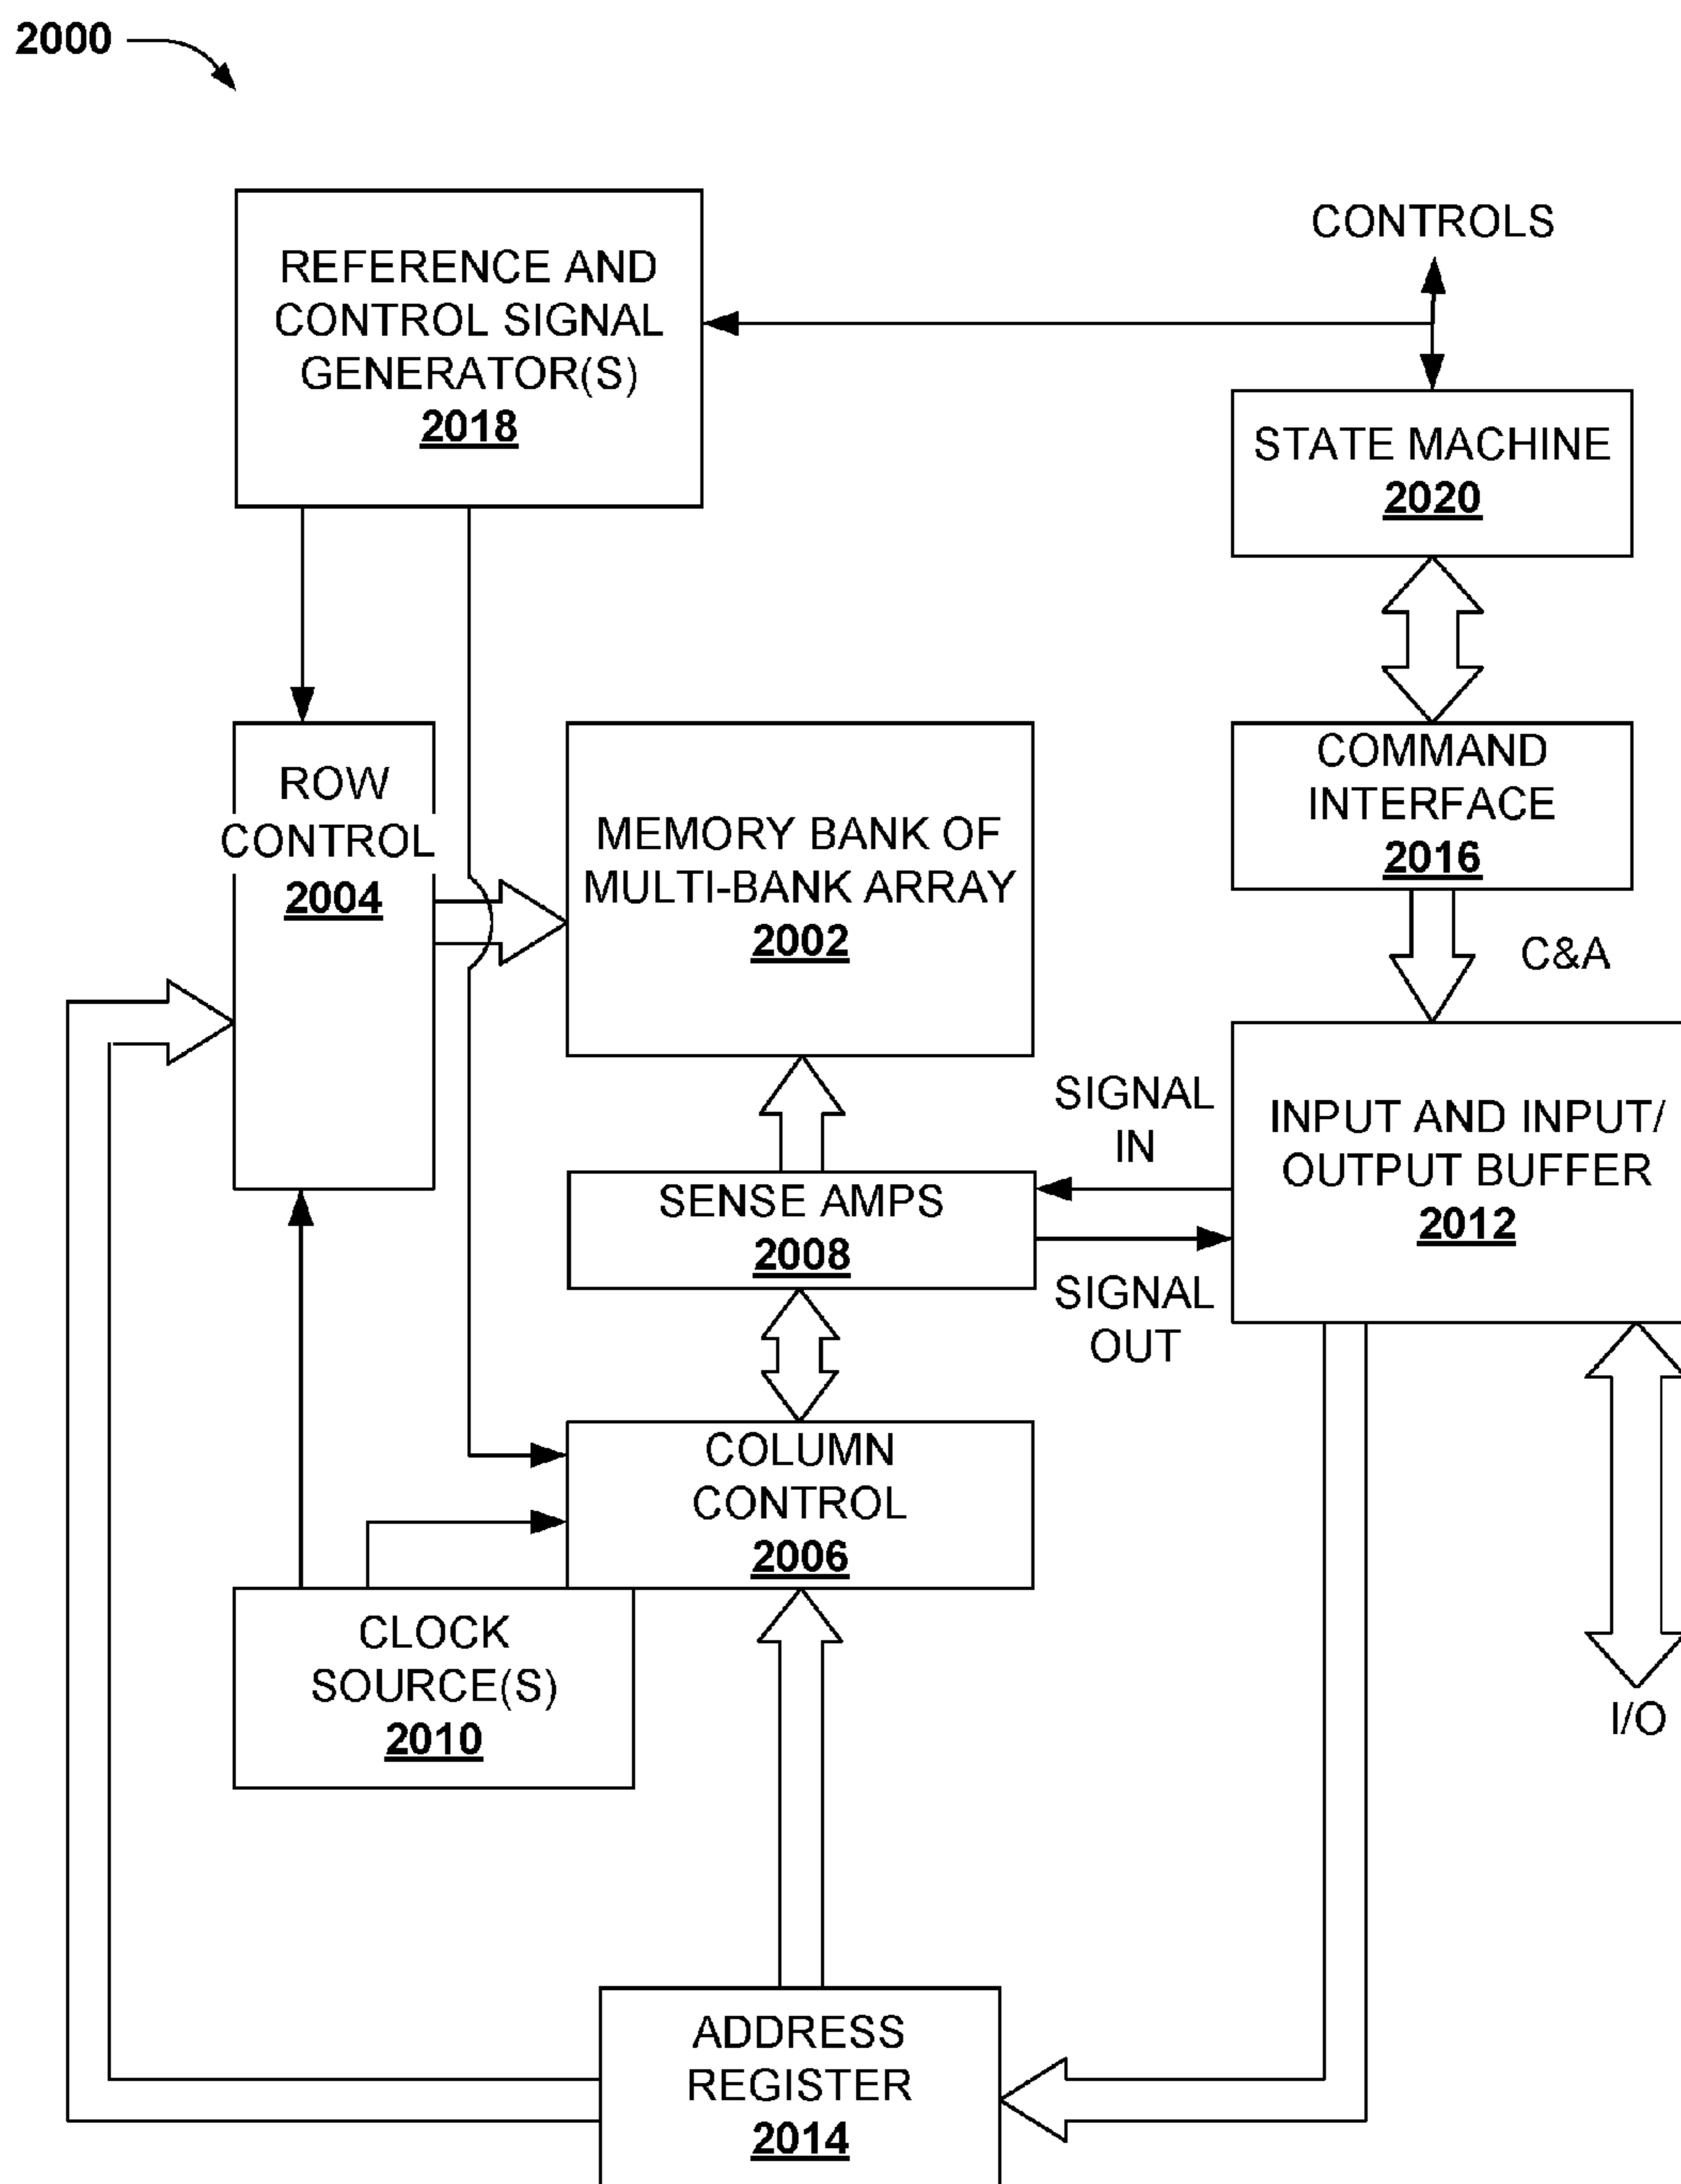 2000
REFERENCE AND
CONTROL SIGNAL
GENERATOR(S)
2018
CONTROLS
STATE MACHINE
2020
ROW
CONTROL
2004
MEMORY BANK OF
MULTI-BANK ARRAY
2002
COMMAND
INTERFACE
2016
C&A
SIGNAL
IN
INPUT AND INPUT/
OUTPUT BUFFER
2012
SENSE AMPS
2008
SIGNAL
OUT
COLUMN
CONTROL
2006
CLOCK
SOURCE(S)
2010
I/O
ADDRESS
REGISTER
2014